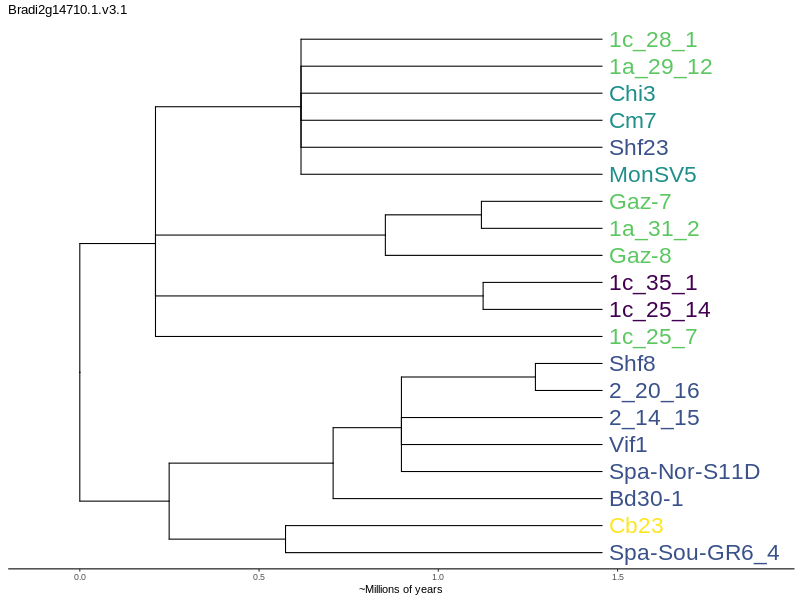 Bradi2g14710.1.v3.1
1c_28_1
1a_29_12
Chi3
Cm7
Shf23
MonSV5
Gaz-7
1a_31_2
Gaz-8
1c_35_1
1c_25_14
1c_25_7
Shf8
2_20_16
2_14_15
Vif1
Spa-Nor-S11D
Bd30-1
Cb23
Spa-Sou-GR6_4
0.0 0.5 1.0 1.5
~Millions of years